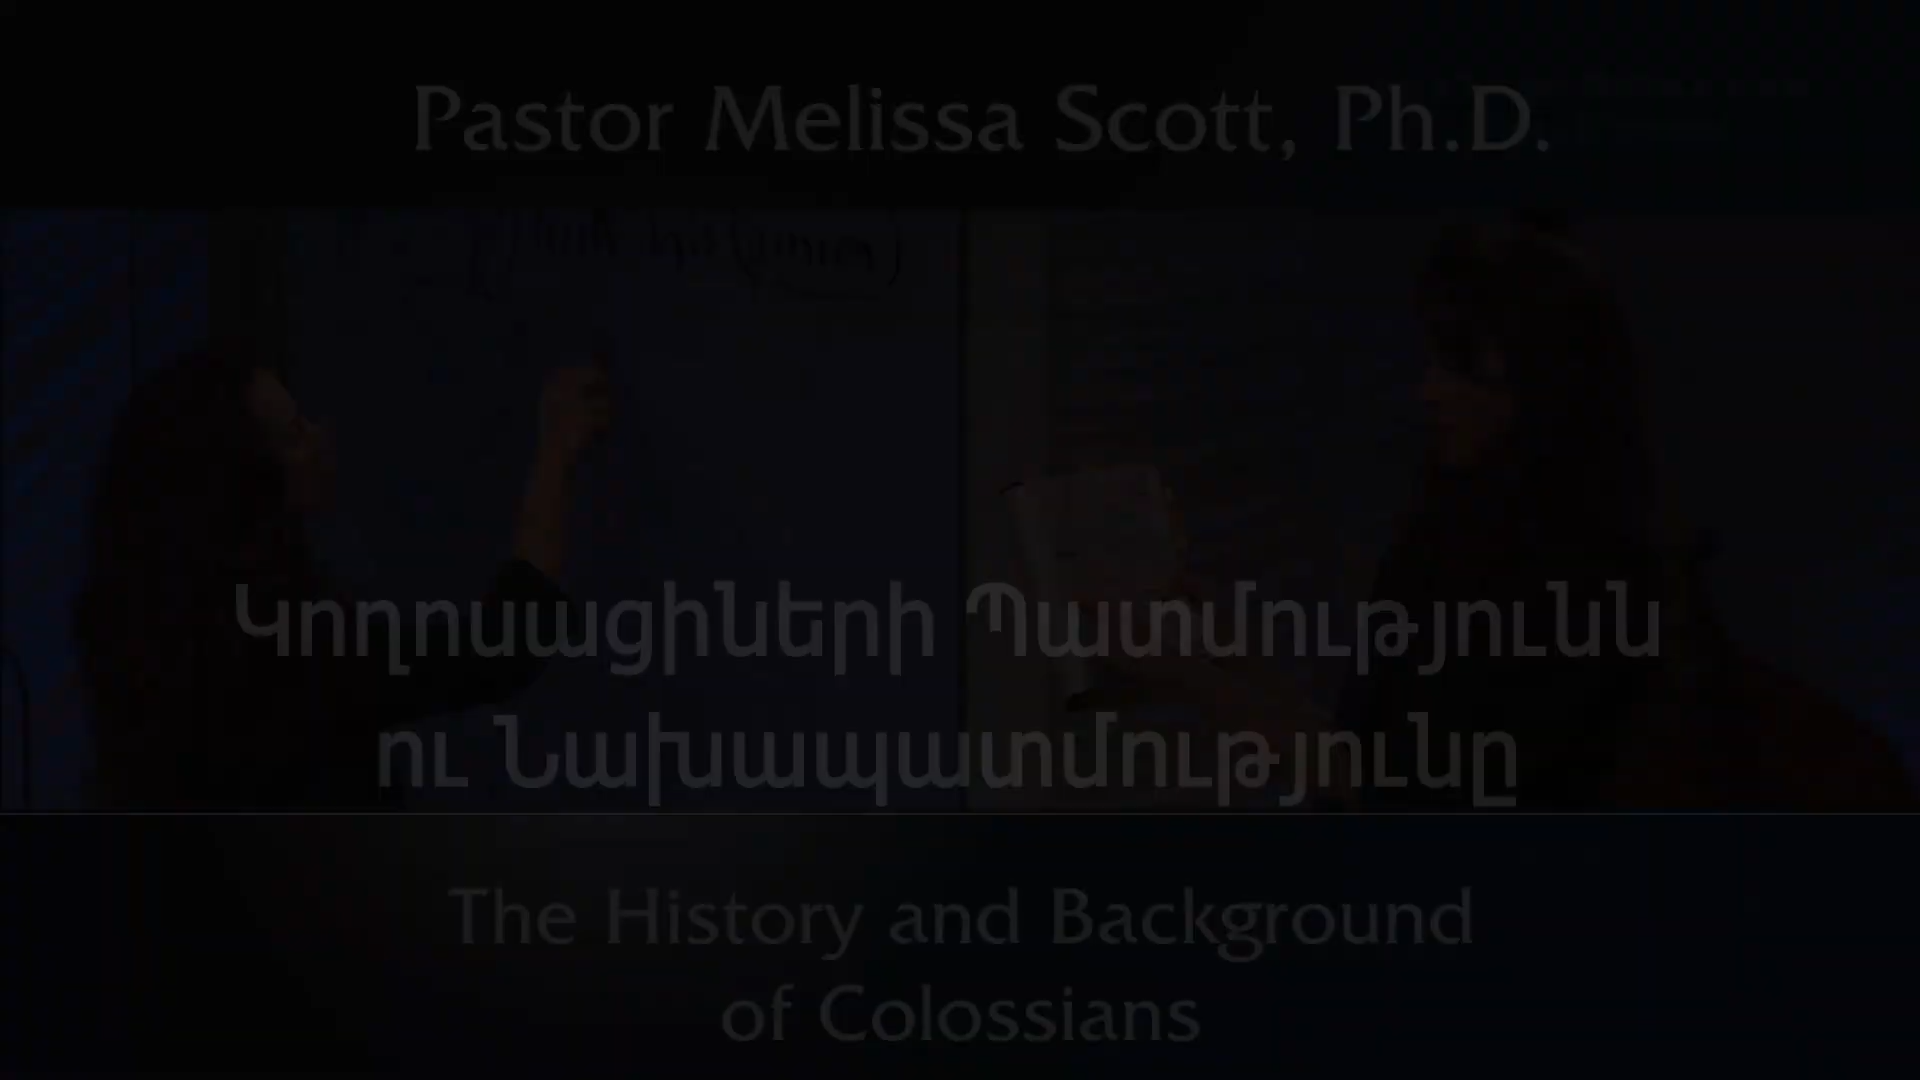 Pastor Melissa Scott, Ph.D.
Կողոսացիների Պատմությունն
ու Նախապատմությունը
The History and Background
of Colossians